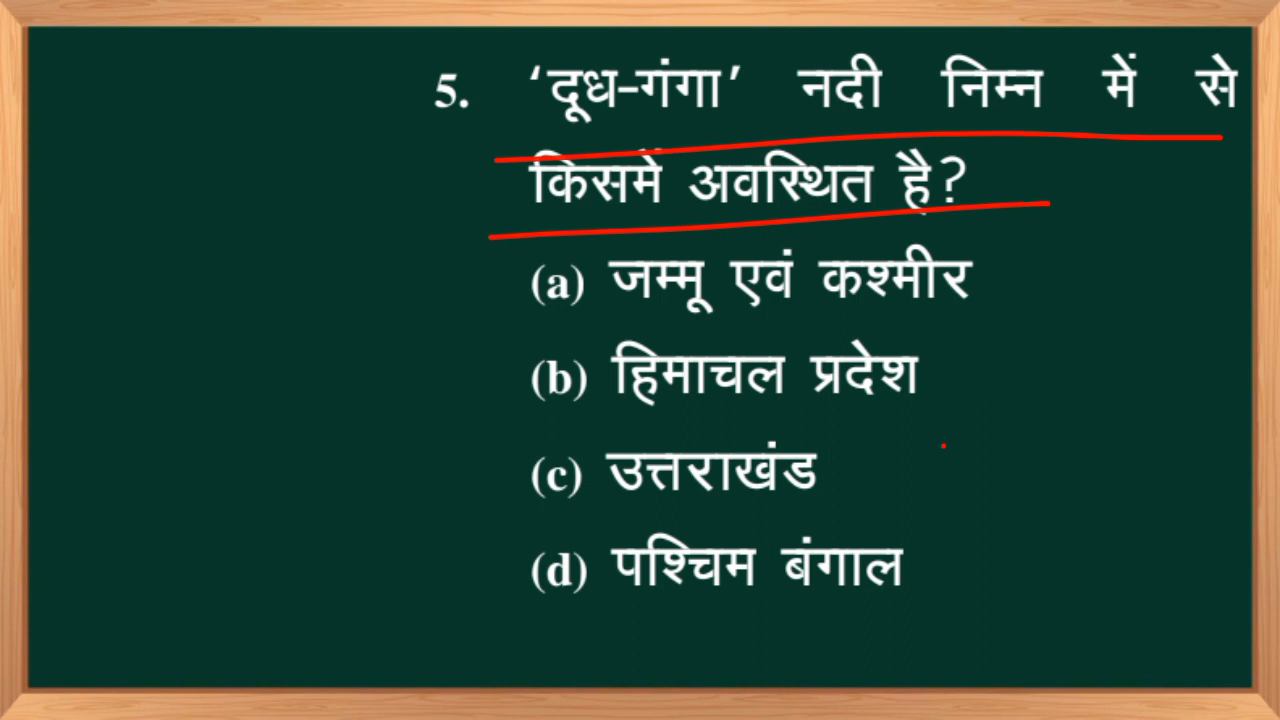 5. ‘दूध-गंगा’ नदी निम्न में से
किसमें अवस्थित है?
(a) जम्मू एवं कश्मीर
(b) हिमाचल प्रदेश
(c) उत्तराखंड
(d) पश्चिम बंगाल